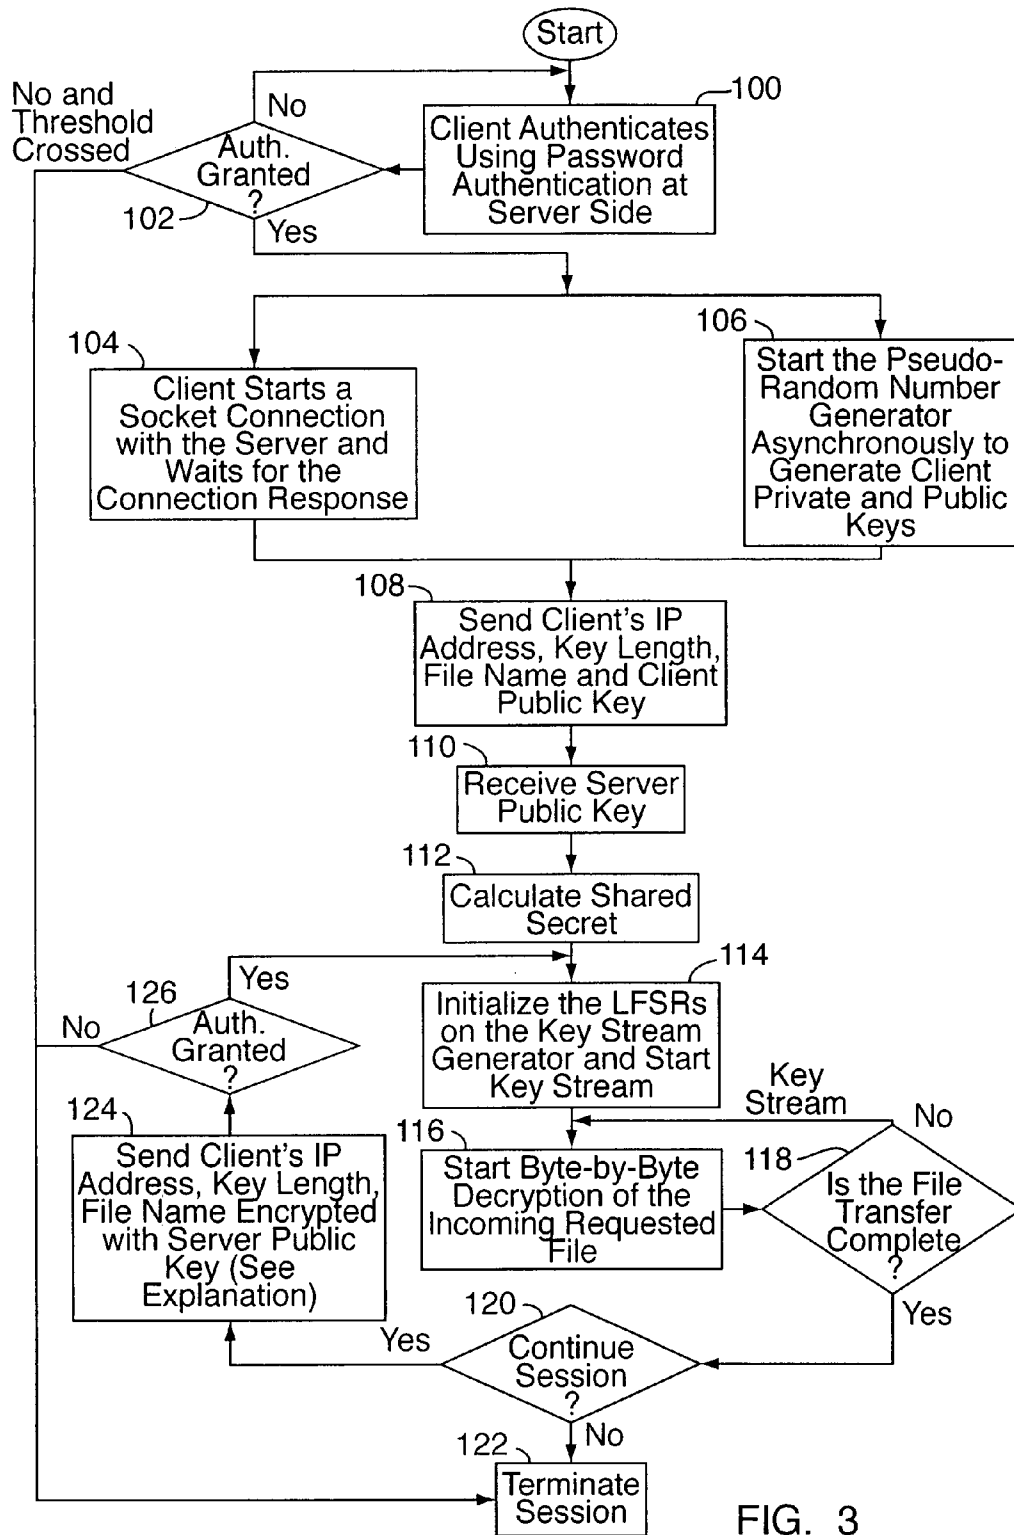 Start
100
No and
Threshold
Crossed
No
Auth.
Granted
?
102
Yes
Client Authenticates
Using Password
Authentication at
Server Side
104
Client Starts a
Socket Connection
with the Server and
Waits for the
Connection Response
106
Start the Pseudo-
Random Number
Generator
Asynchronously to
Generate Client
Private and Public
Keys
108
Send Client's IP
Address, Key Length,
File Name and Client
Public Key
110
Receive Server
Public Key
112
Calculate Shared
Secret
114
Initialize the LFSRs
on the Key Stream
Generator and Start
Key Stream
126
Yes
No
Auth.
Granted
?
Key
Stream
No
116
Start Byte-by-Byte
Decryption of the
Incoming Requested
File
118
Is the File
Transfer
Complete
?
Yes
124
Send Client's IP
Address, Key Length,
File Name Encrypted
with Server Public
Key (See
Explanation)
120
Yes
Continue
Session
?
No
122
Terminate
Session
FIG. 3